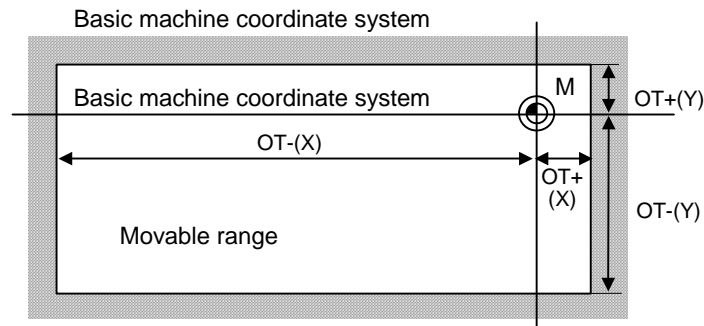 Basic machine coordinate system
Basic machine coordinate system
M
OT+(Y)
OT-(X)
OT+
(X)
OT-(Y)
Movable range